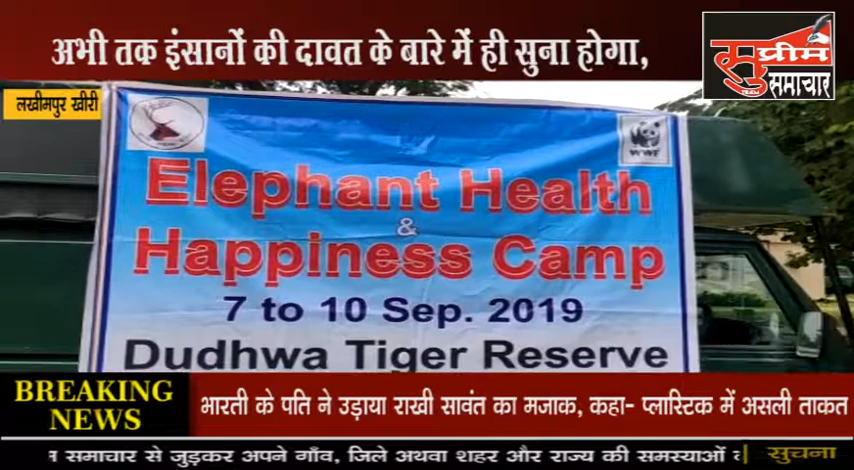 अभी तक इंसानों की दावत के बारे में ही सुना होगा,
सुप्रीम
समाचार
लखीमपुर खीरी
WWF
Elephant Health
&
Happiness Camp
7 to 10 Sep. 2019
Dudhwa Tiger Reserve
BREAKING
NEWS
भारती के पति ने उड़ाया राखी सावंत का मजाक, कहा- प्लास्टिक में असली ताकत
समाचार से जुड़कर अपने गाँव, जिले अथवा शहर और राज्य की समस्याओं
सूचना